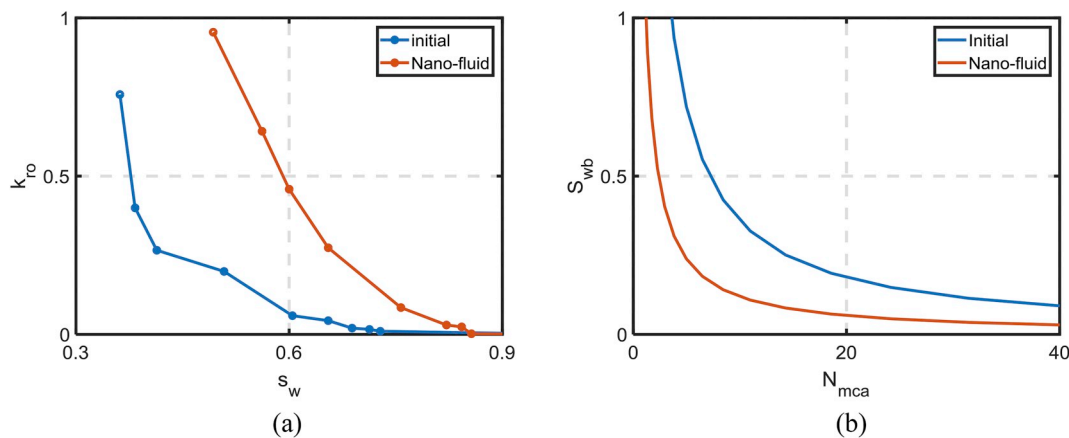 1
0.5
0
k_ro
0.3
0.6
0.9
s_w
initial
Nano-fluid
(a)
1
0.5
0
S_wb
0
20
40
N_mca
Initial
Nano-fluid
(b)